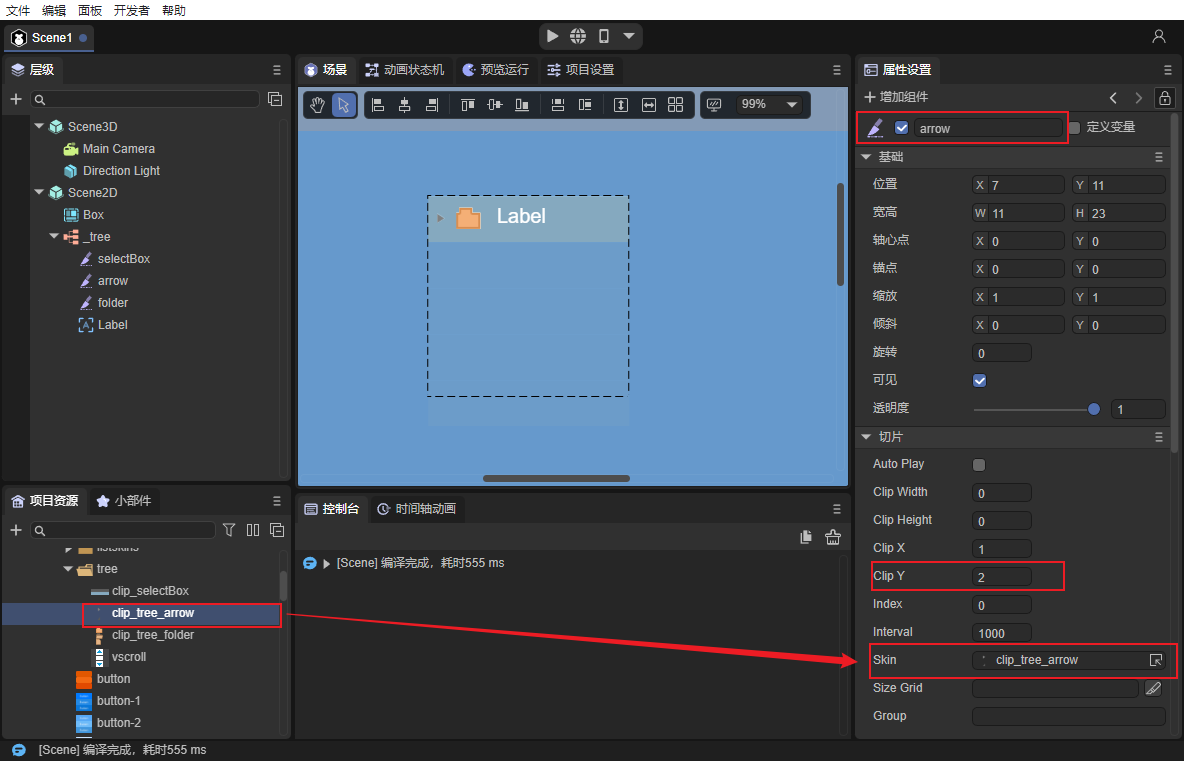 文件 编辑 面板 开发者 帮助
Scene1
层级
Scene3D
Main Camera
Direction Light
Scene2D
Box
_tree
selectBox
arrow
folder
Label
场景 动画状态机 预览运行 项目设置
99%
Label
属性设置
增加组件
arrow 定义变量
基础
位置 X 7 Y 11
宽高 W 11 H 23
轴心点 X 0 Y 0
锚点 X 0 Y 0
缩放 X 1 Y 1
倾斜 X 0 Y 0
旋转 0
可见
透明度 1
切片
Auto Play
Clip Width 0
Clip Height 0
Clip X 1
Clip Y 2
Index 0
Interval 1000
Skin clip_tree_arrow
Size Grid
Group
项目资源 小部件
listskins
tree
clip_selectBox
clip_tree_arrow
clip_tree_folder
vscroll
button
button-1
button-2
控制台 时间轴动画
[Scene] 编译完成，耗时555 ms
[Scene] 编译完成，耗时555 ms